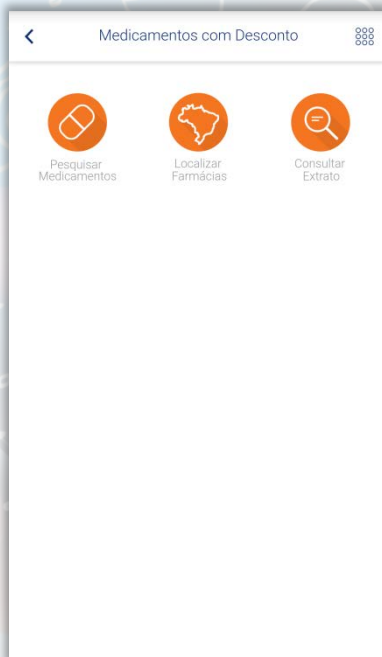 Medicamentos com Desconto
Pesquisar
Medicamentos
Localizar
Farmácias
Consultar
Extrato